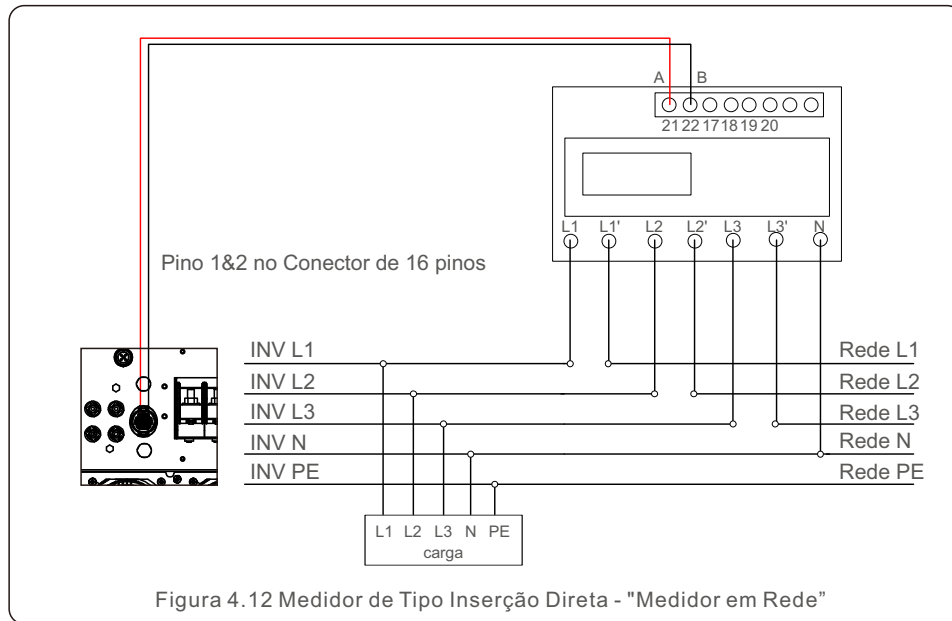 A B
21 22 17 18 19 20
L1 L1' L2 L2' L3 L3' N
Pino 1&2 no Conector de 16 pinos
INV L1 Rede L1
INV L2 Rede L2
INV L3 Rede L3
INV N Rede N
INV PE Rede PE
L1 L2 L3 N PE
carga
Figura 4.12 Medidor de Tipo Inserção Direta - "Medidor em Rede”